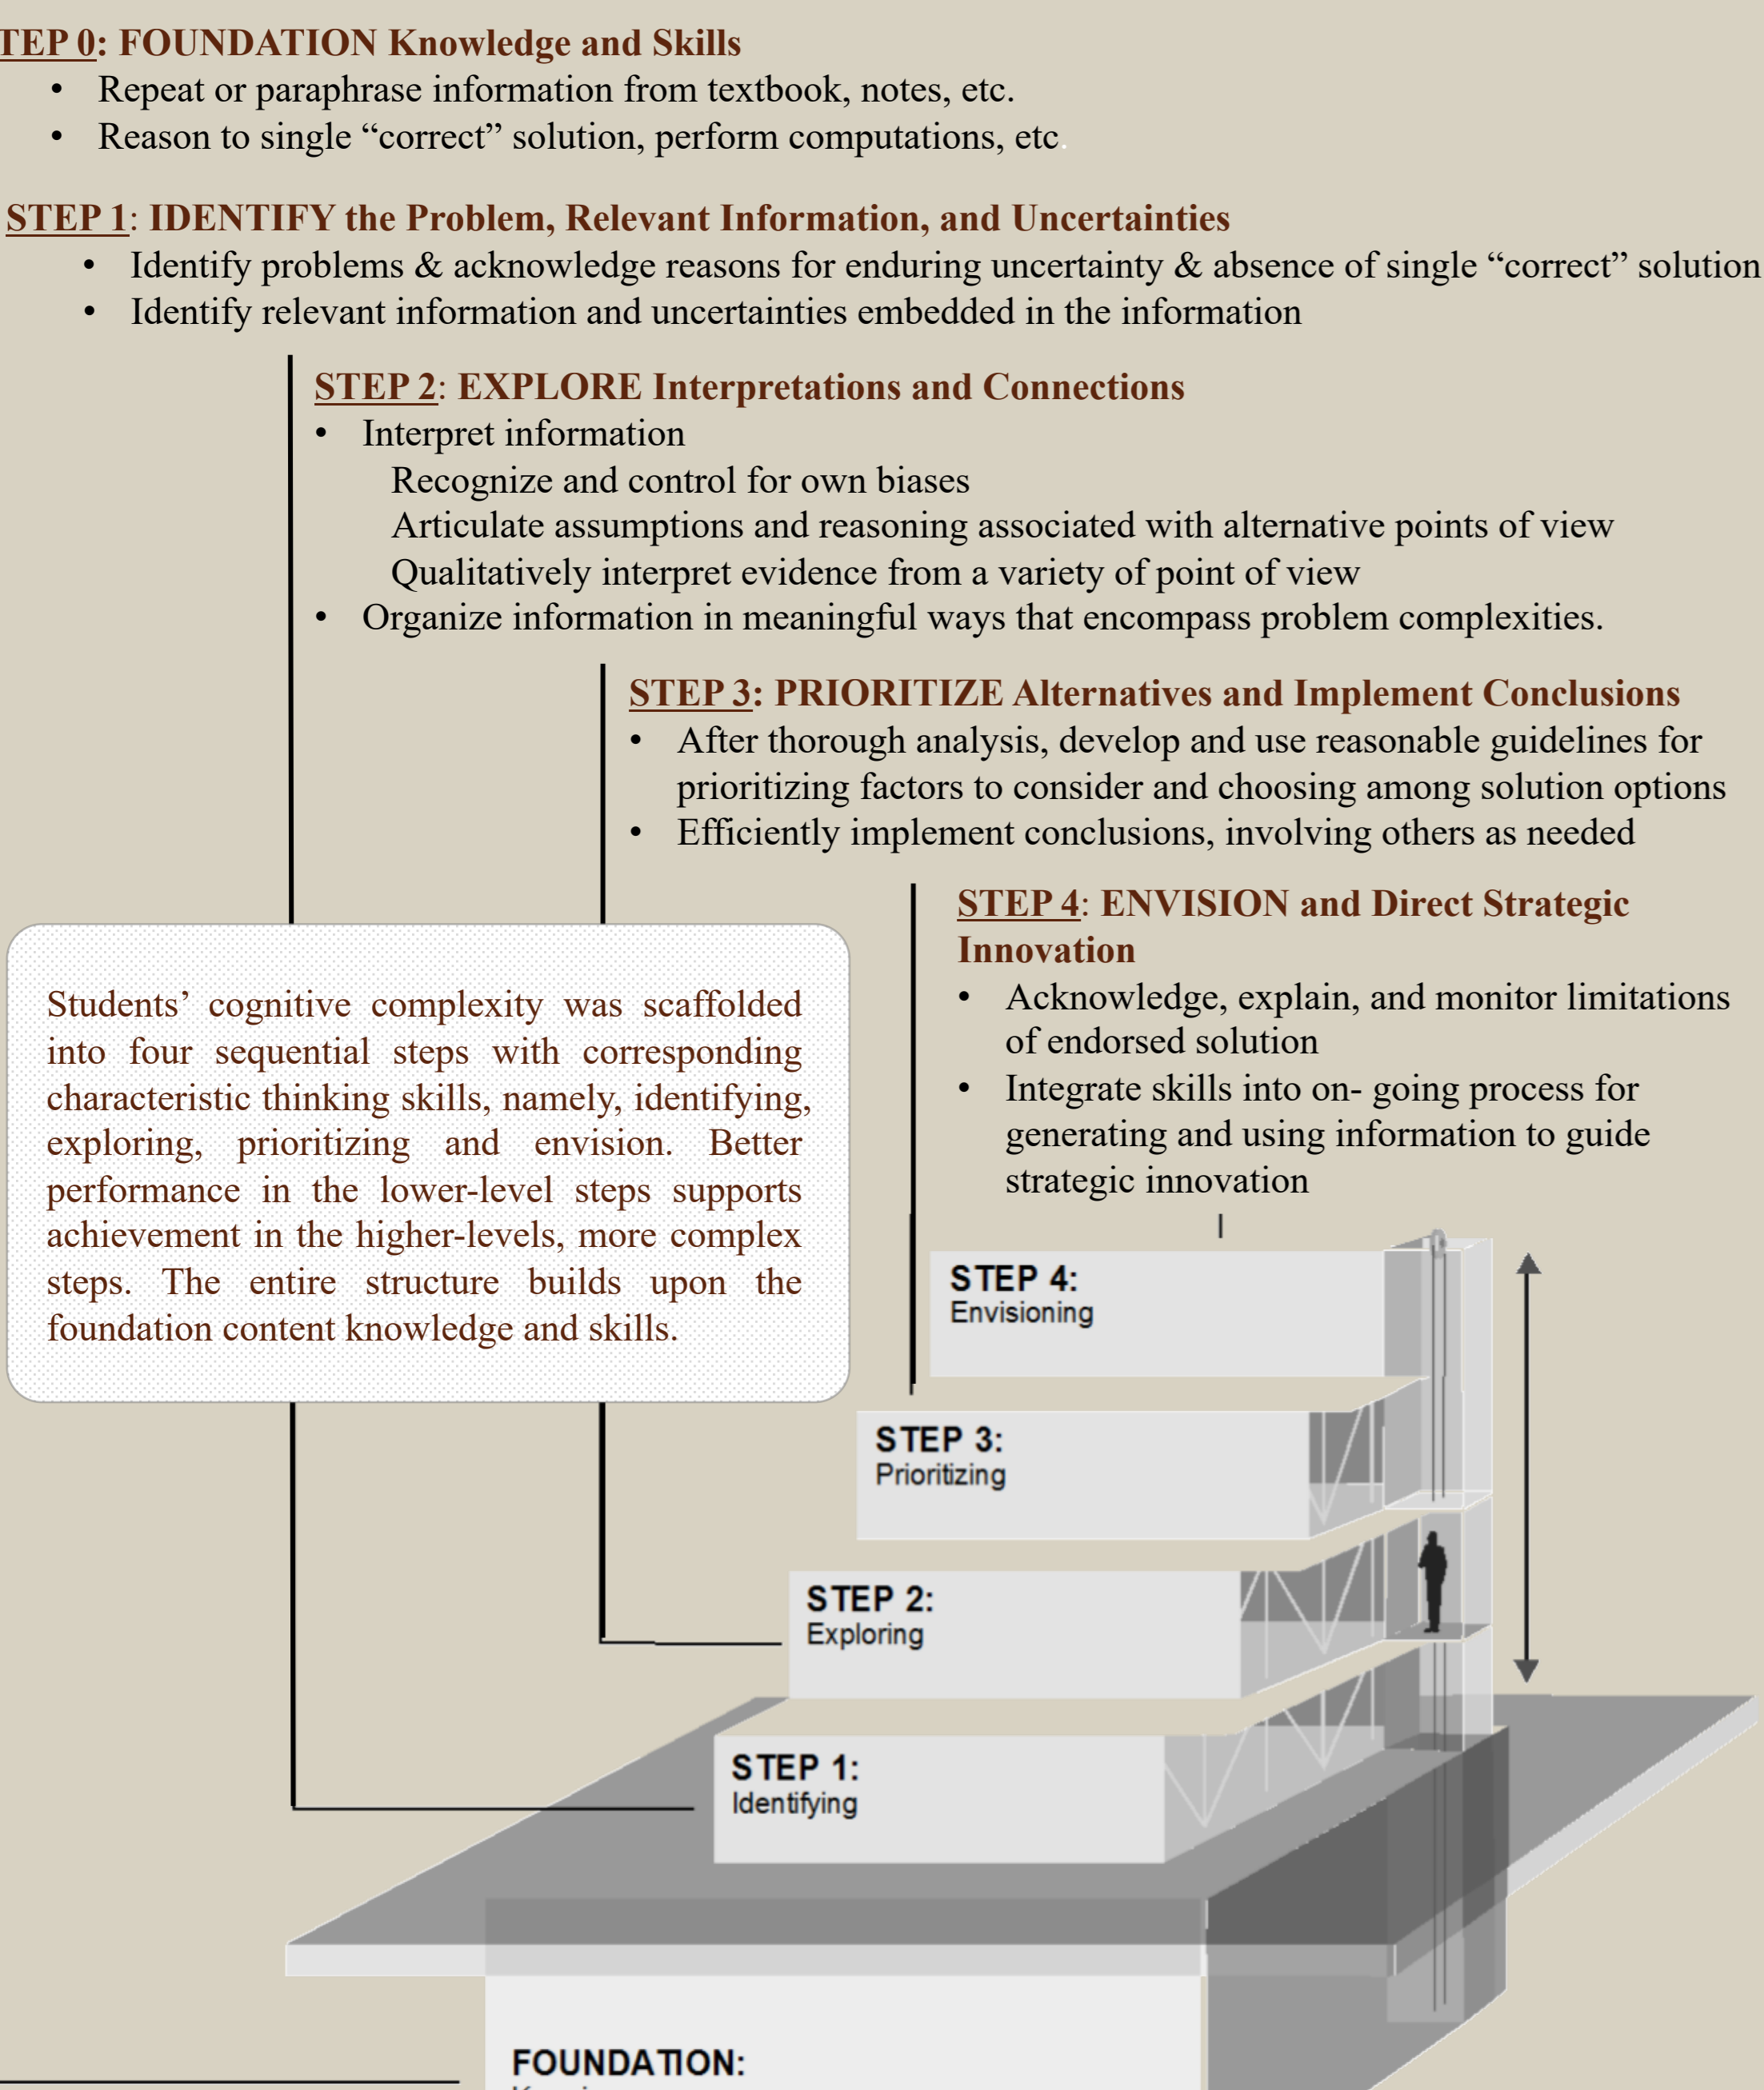 TEP 0: FOUNDATION Knowledge and Skills
• Repeat or paraphrase information from textbook, notes, etc.
• Reason to single “correct” solution, perform computations, etc.
STEP 1: IDENTIFY the Problem, Relevant Information, and Uncertainties
• Identify problems & acknowledge reasons for enduring uncertainty & absence of single “correct” solution
• Identify relevant information and uncertainties embedded in the information
STEP 2: EXPLORE Interpretations and Connections
• Interpret information
Recognize and control for own biases
Articulate assumptions and reasoning associated with alternative points of view
Qualitatively interpret evidence from a variety of point of view
• Organize information in meaningful ways that encompass problem complexities.
STEP 3: PRIORITIZE Alternatives and Implement Conclusions
• After thorough analysis, develop and use reasonable guidelines for
prioritizing factors to consider and choosing among solution options
• Efficiently implement conclusions, involving others as needed
STEP 4: ENVISION and Direct Strategic
Innovation
• Acknowledge, explain, and monitor limitations
of endorsed solution
• Integrate skills into on- going process for
generating and using information to guide
strategic innovation
Students’ cognitive complexity was scaffolded
into four sequential steps with corresponding
characteristic thinking skills, namely, identifying,
exploring, prioritizing and envision. Better
performance in the lower-level steps supports
achievement in the higher-levels, more complex
steps. The entire structure builds upon the
foundation content knowledge and skills.
STEP 4:
Envisioning
STEP 3:
Prioritizing
STEP 2:
Exploring
STEP 1:
Identifying
FOUNDATION: